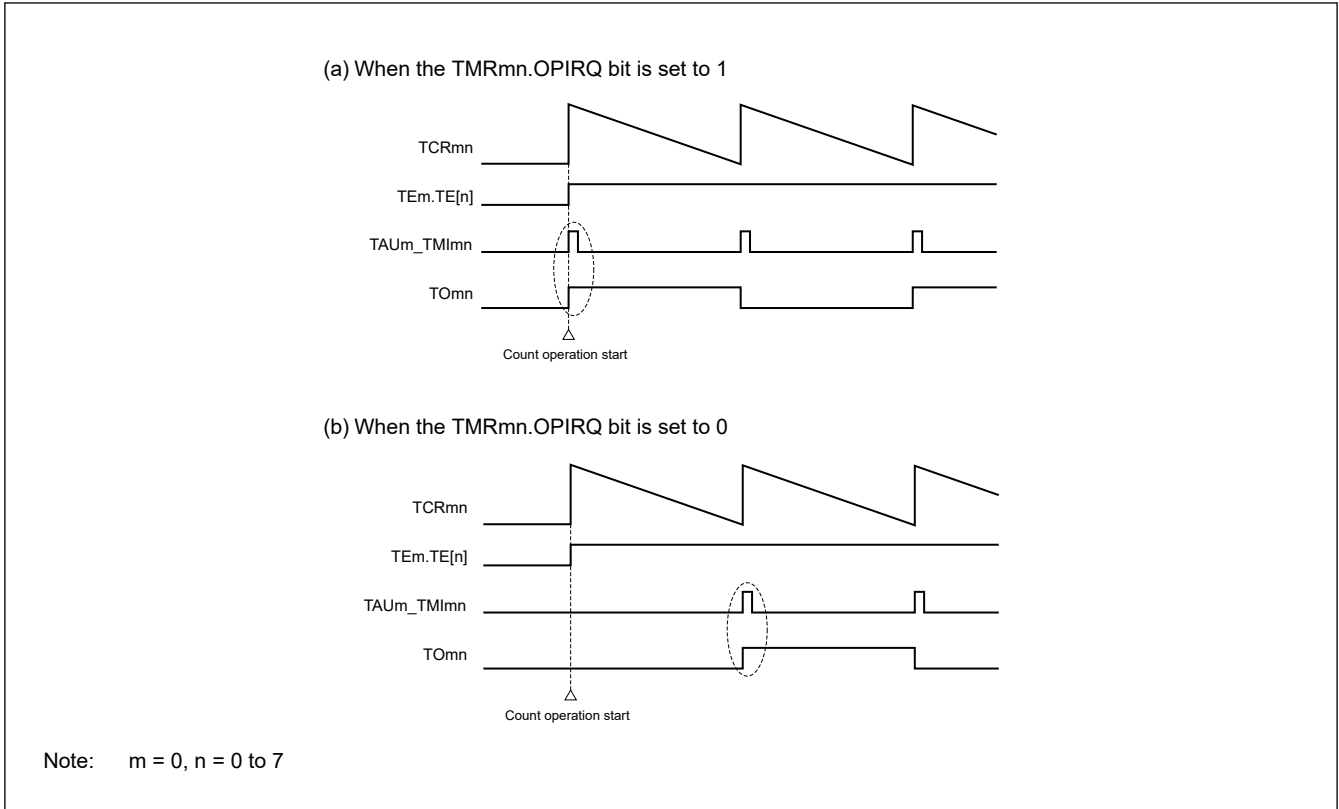 (a) When the TMRmn.OPIRQ bit is set to 1
TCRmn
TEm.TE[n]
TAUm_TMImn
TOmn
Count operation start
(b) When the TMRmn.OPIRQ bit is set to 0
TCRmn
TEm.TE[n]
TAUm_TMImn
TOmn
Count operation start
Note: m = 0, n = 0 to 7